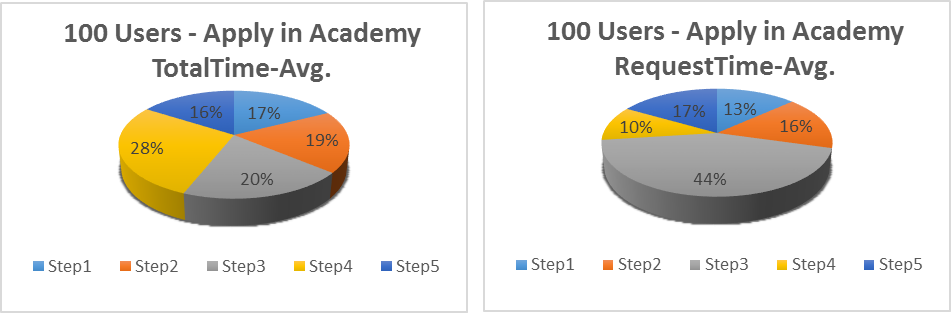 100 Users - Apply in Academy
TotalTime-Avg.
16%
17%
19%
28%
20%
Step1 Step2 Step3 Step4 Step5
100 Users - Apply in Academy
RequestTime-Avg.
17%
13%
10%
16%
44%
Step1 Step2 Step3 Step4 Step5